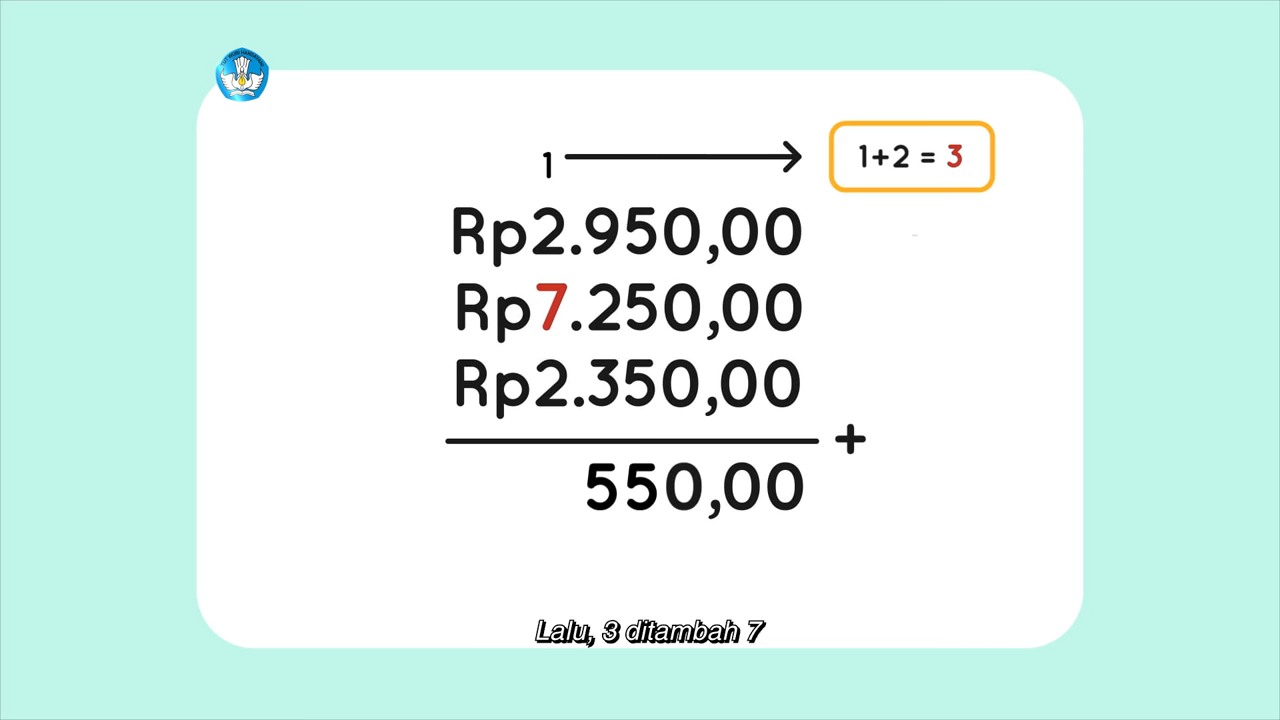 1
1+2 = 3
Rp2.950,00
Rp7.250,00
Rp2.350,00
+
550,00
Lalu, 3 ditambah 7